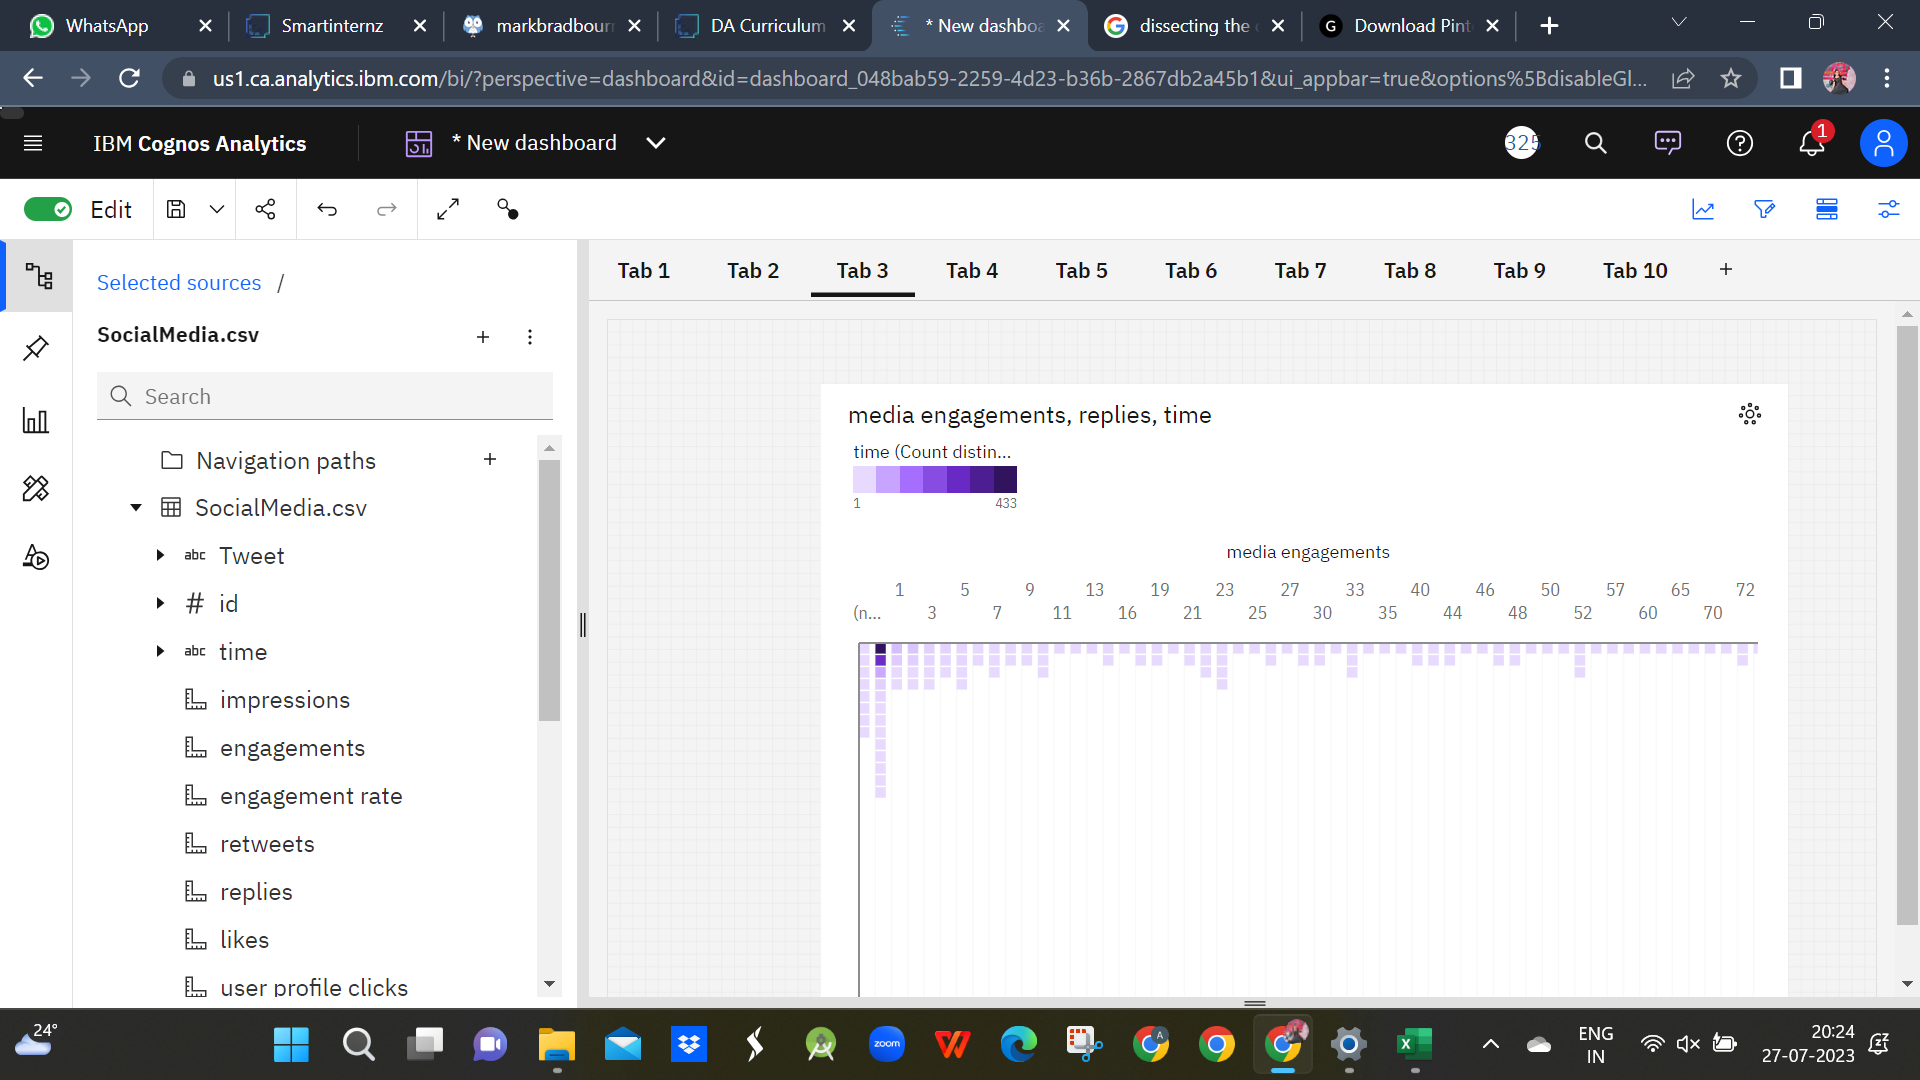 WhatsApp
Smartinternz
markbradbourn
DA Curriculum
* New dashboa
dissecting the
Download Pint
us1.ca.analytics.ibm.com/bi/?perspective=dashboard&id=dashboard_048bab59-2259-4d23-b36b-2867db2a45b1&ui_appbar=true&options%5BdisableGl...
IBM Cognos Analytics
* New dashboard
325
1
Edit
Selected sources /
Tab 1 Tab 2 Tab 3 Tab 4 Tab 5 Tab 6 Tab 7 Tab 8 Tab 9 Tab 10 +
SocialMedia.csv
Search
Navigation paths
SocialMedia.csv
abc Tweet
# id
abc time
impressions
engagements
engagement rate
retweets
replies
likes
user profile clicks
media engagements, replies, time
time (Count distin...
1 433
media engagements
1 5 9 13 19 23 27 33 40 46 50 57 65 72
(n... 3 7 11 16 21 25 30 35 44 48 52 60 70
24°
zoom
ENG
IN
20:24
27-07-2023